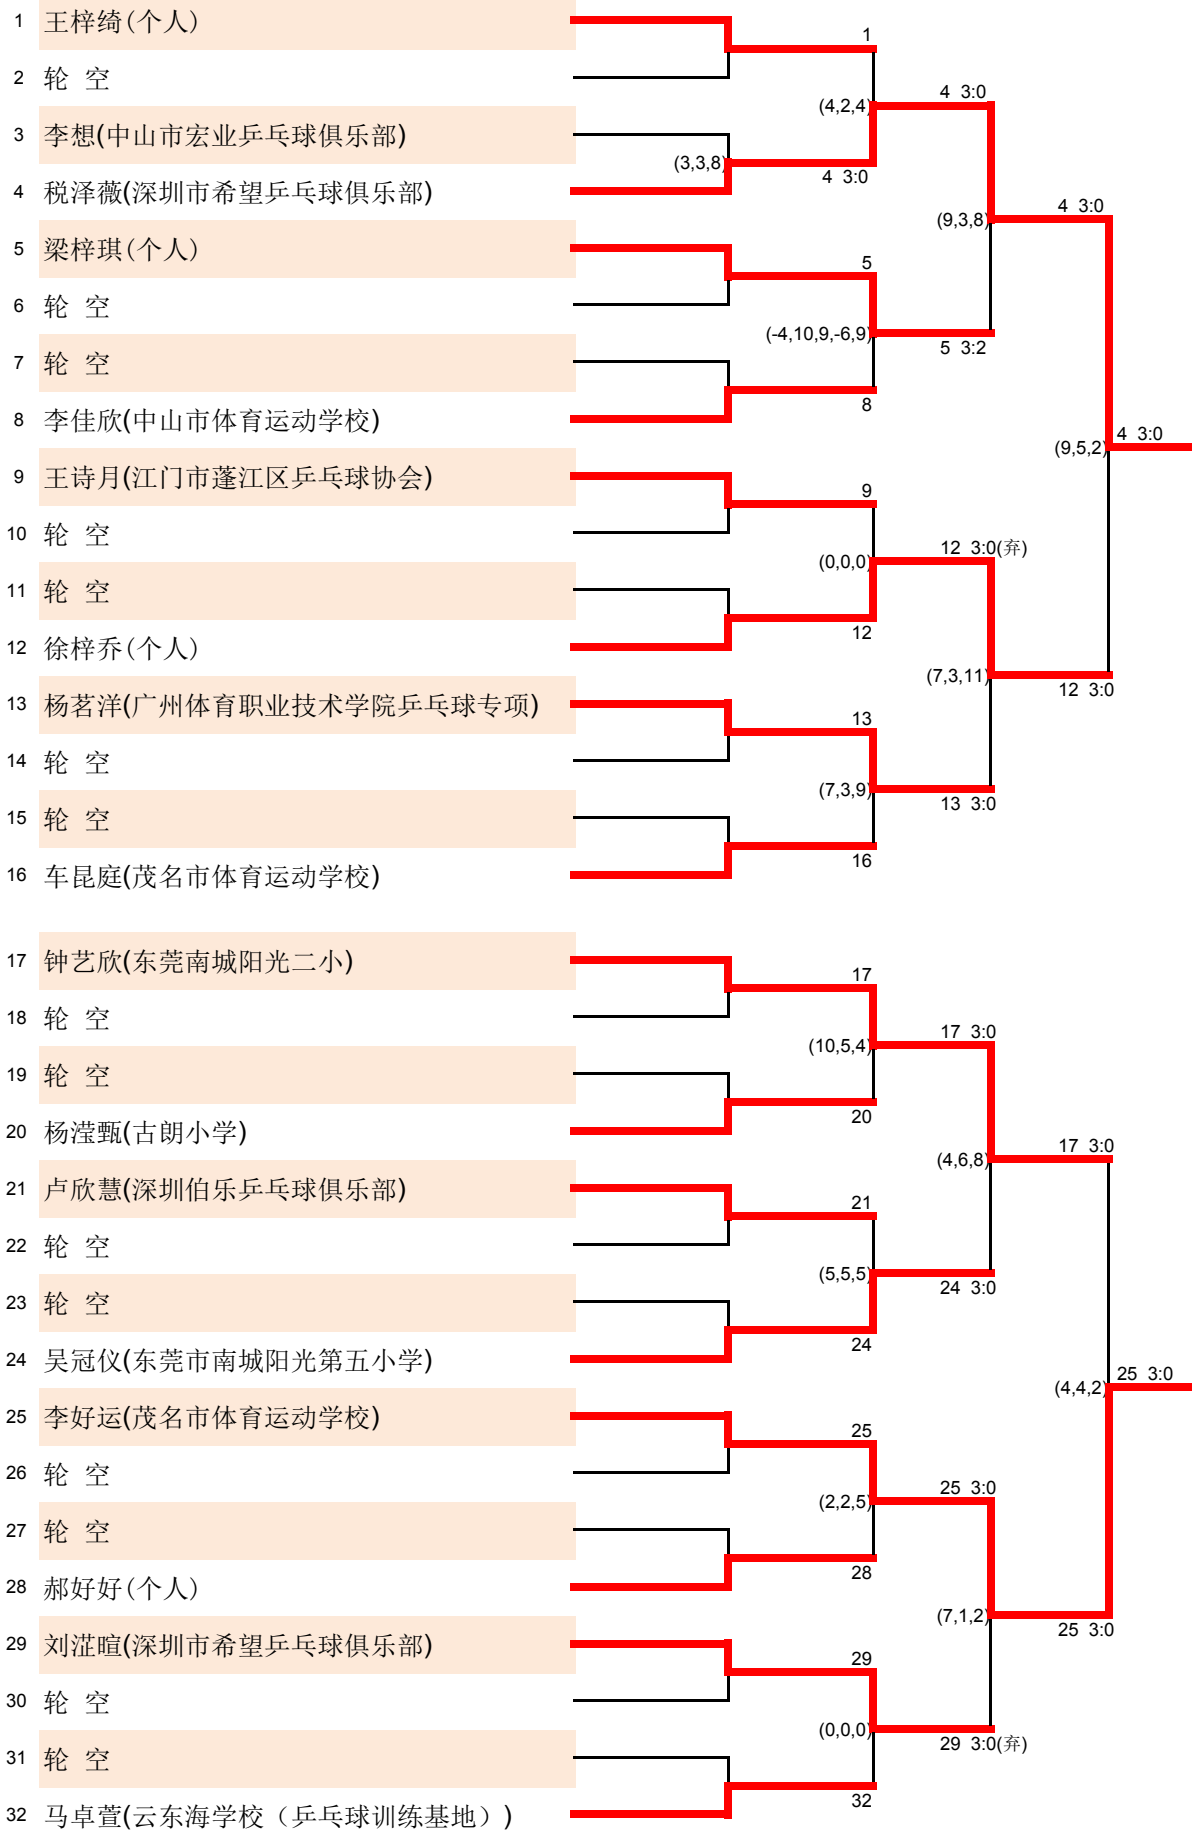 1 王梓绮(个人)
1
2 轮 空
(4,2,4) 4 3:0
3 李想(中山市宏业乒乓球俱乐部)
(3,3,8) 4 3:0
4 税泽薇(深圳市希望乒乓球俱乐部)
4 3:0
(9,3,8)
5 梁梓琪(个人)
5
6 轮 空
(-4,10,9,-6,9) 5 3:2
7 轮 空
8
8 李佳欣(中山市体育运动学校)
(9,5,2) 4 3:0
9 王诗月(江门市蓬江区乒乓球协会)
9
10 轮 空
(0,0,0) 12 3:0(弃)
11 轮 空
12
12 徐梓乔(个人)
(7,3,11) 12 3:0
13 杨茗洋(广州体育职业技术学院乒乓球专项)
13
14 轮 空
(7,3,9) 13 3:0
15 轮 空
16
16 车昆庭(茂名市体育运动学校)
17 钟艺欣(东莞南城阳光二小)
17
18 轮 空
(10,5,4) 17 3:0
19 轮 空
20
20 杨滢甄(古朗小学)
(4,6,8) 17 3:0
21 卢欣慧(深圳伯乐乒乓球俱乐部)
21
22 轮 空
(5,5,5) 24 3:0
23 轮 空
24
24 吴冠仪(东莞市南城阳光第五小学)
(4,4,2) 25 3:0
25 李好运(茂名市体育运动学校)
25
26 轮 空
(2,2,5) 25 3:0
27 轮 空
28
28 郝好好(个人)
(7,1,2) 25 3:0
29 刘淽暄(深圳市希望乒乓球俱乐部)
29
30 轮 空
(0,0,0) 29 3:0(弃)
31 轮 空
32
32 马卓萱(云东海学校（乒乓球训练基地）)